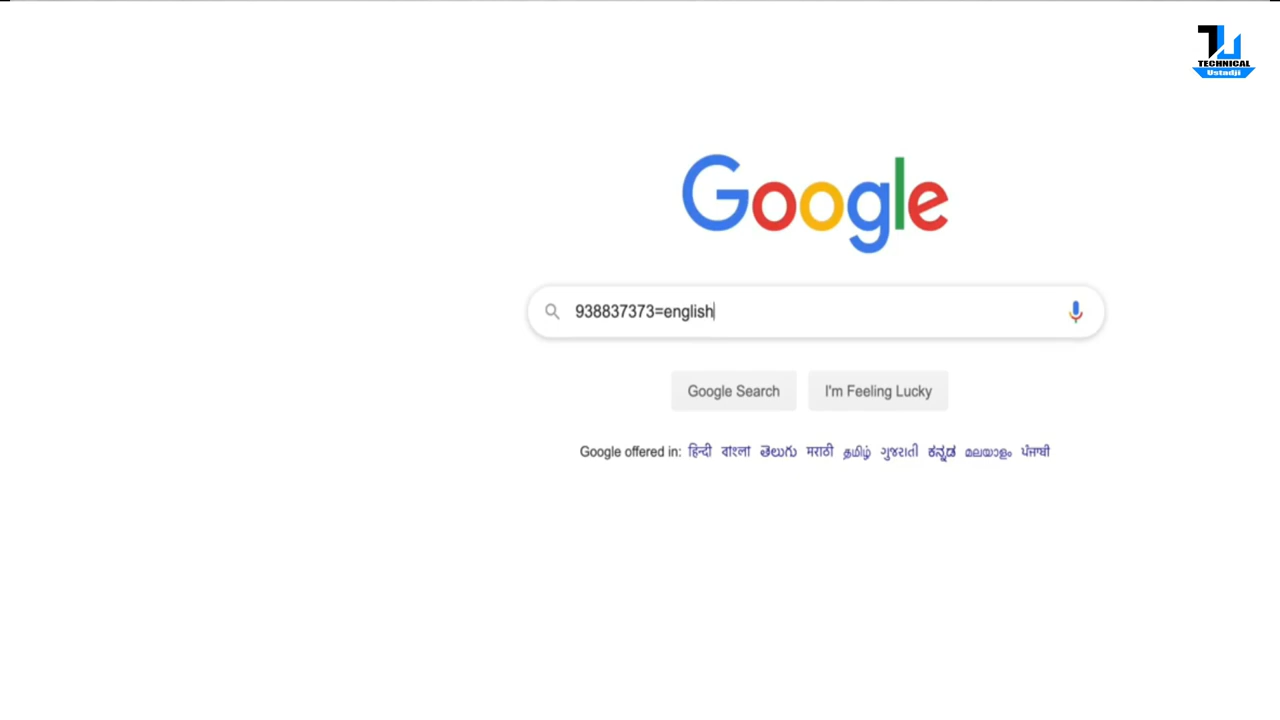 TECHNICAL
Ustadji
Google
938837373=english
Google Search
I'm Feeling Lucky
Google offered in: हिन्दी বাংলা తెలుగు मराठी தமிழ் ગુજરાતી ಕನ್ನಡ മലയാളം ਪੰਜਾਬੀ